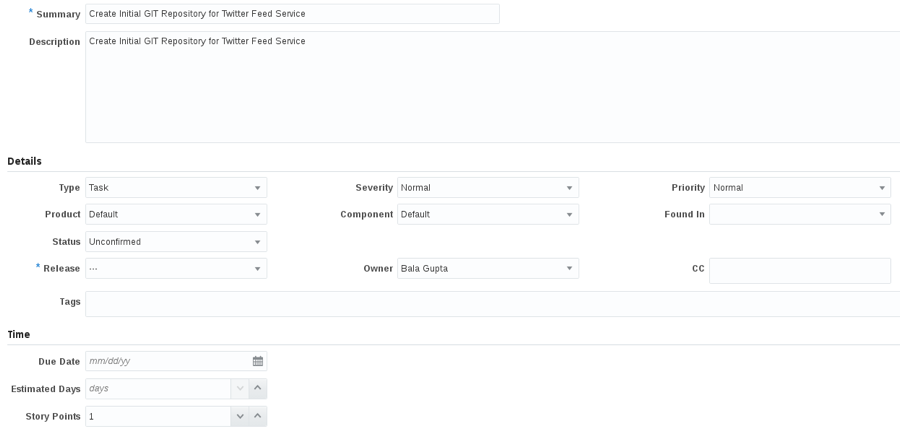 * Summary Create Initial GIT Repository for Twitter Feed Service
Description Create Initial GIT Repository for Twitter Feed Service
Details
Type Task Severity Normal Priority Normal
Product Default Component Default Found In
Status Unconfirmed
* Release --- Owner Bala Gupta CC
Tags
Time
Due Date mm/dd/yy
Estimated Days days
Story Points 1